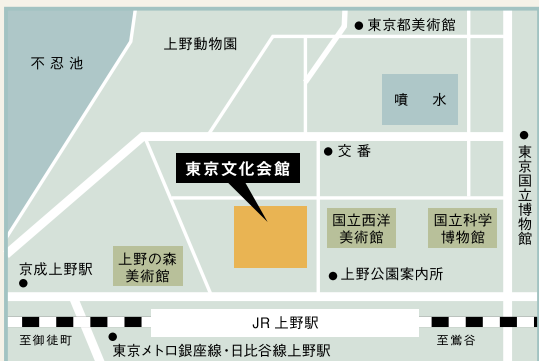 東京都美術館
上野動物園
不忍池
噴水
交番
東京国立博物館
東京文化会館
国立西洋
美術館
国立科学
博物館
上野の森
美術館
京成上野駅
上野公園案内所
JR 上野駅
至御徒町
至鶯谷
東京メトロ銀座線・日比谷線上野駅